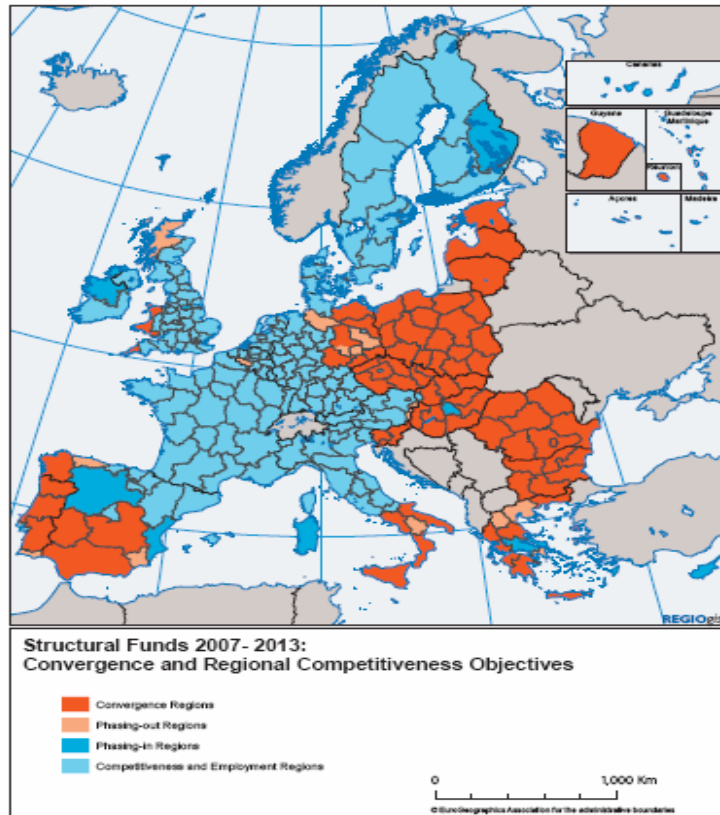 Canarias
Guyane
Guadeloupe
Martinique
Réunion
Açores
Madeira
REGIOgis
Structural Funds 2007- 2013:
Convergence and Regional Competitiveness Objectives
Convergence Regions
Phasing-out Regions
Phasing-in Regions
Competitiveness and Employment Regions
0
1,000 Km
© EuroGeographics Association for the administrative boundaries